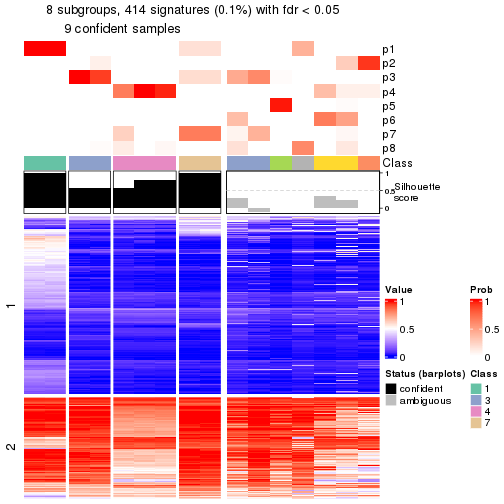 8 subgroups, 414 signatures (0.1%) with fdr < 0.05
9 confident samples
p1
p2
p3
p4
p5
p6
p7
p8
Class
1
0.5
0
Silhouette
score
1
2
Value
1
0.5
0
Prob
1
0.5
0
Status (barplots)
confident
ambiguous
Class
1
3
4
7